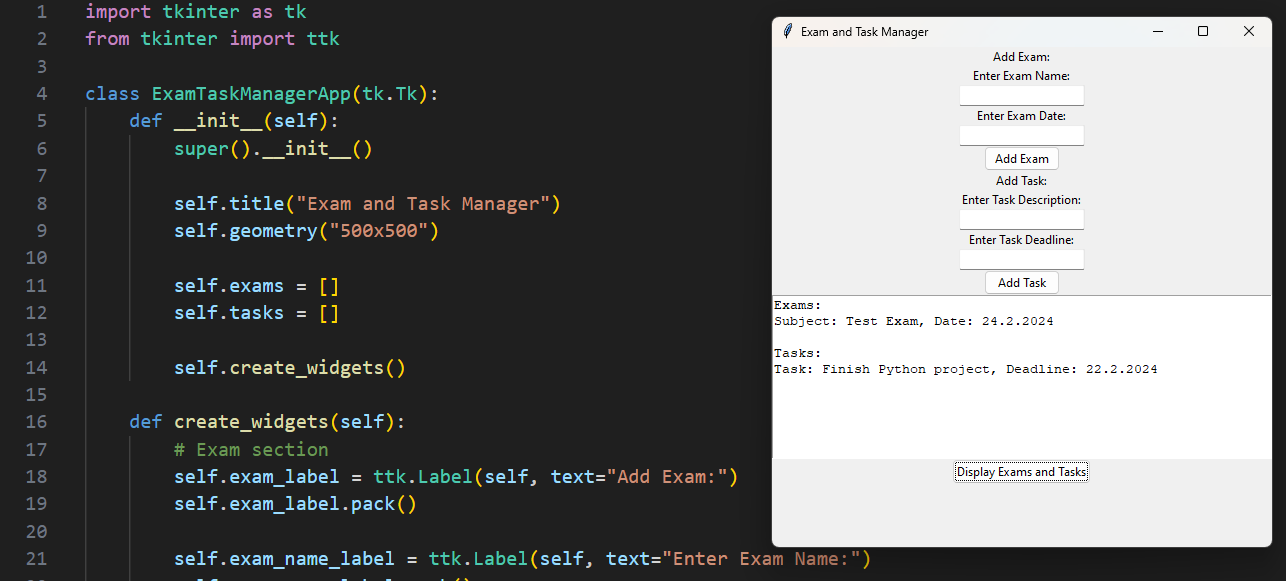 1 import tkinter as tk
2 from tkinter import ttk
3
4 class ExamTaskManagerApp(tk.Tk):
5 def __init__(self):
6 super().__init__()
7
8 self.title("Exam and Task Manager")
9 self.geometry("500x500")
10
11 self.exams = []
12 self.tasks = []
13
14 self.create_widgets()
15
16 def create_widgets(self):
17 # Exam section
18 self.exam_label = ttk.Label(self, text="Add Exam:")
19 self.exam_label.pack()
20
21 self.exam_name_label = ttk.Label(self, text="Enter Exam Name:")
Exam and Task Manager
Add Exam:
Enter Exam Name:
Enter Exam Date:
Add Exam
Add Task:
Enter Task Description:
Enter Task Deadline:
Add Task
Exams:
Subject: Test Exam, Date: 24.2.2024
Tasks:
Task: Finish Python project, Deadline: 22.2.2024
Display Exams and Tasks